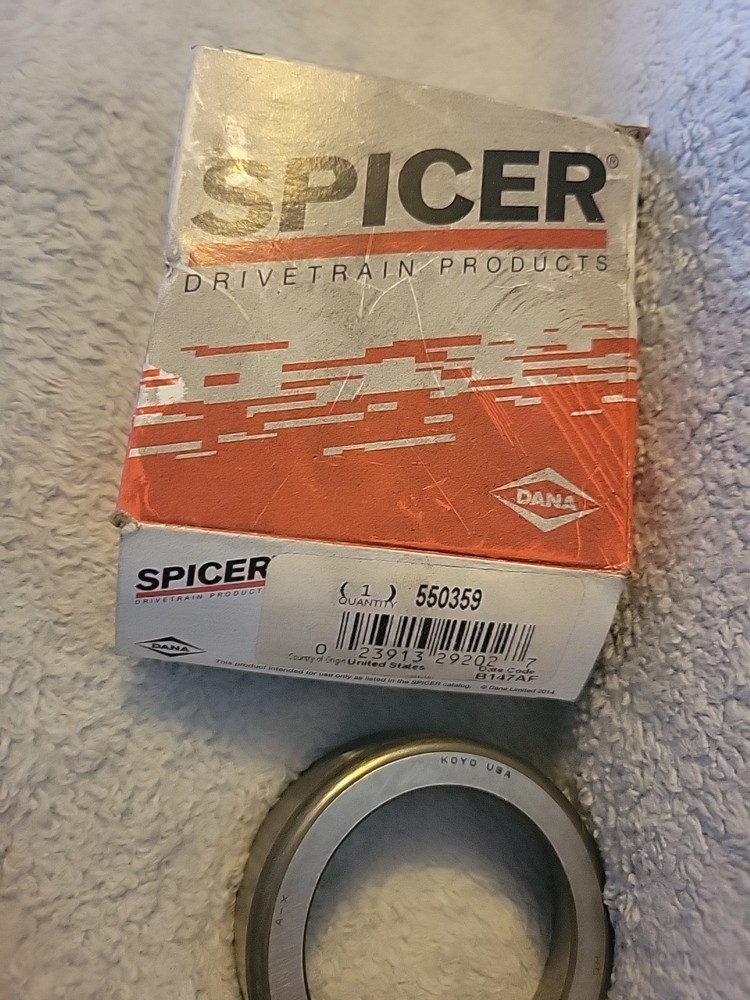 SPICER®
DRIVETRAIN PRODUCTS
DANA
SPICER
DRIVETRAIN PRODUCT
DANA
( 1 ) 550359
QUANTITY
0 23913 29202 7
Country of Origin United States
Date Code
B147AF
This product intended for use only as listed in the SPICER catalog. © Dana Limited 2014
KOYO USA
A-X